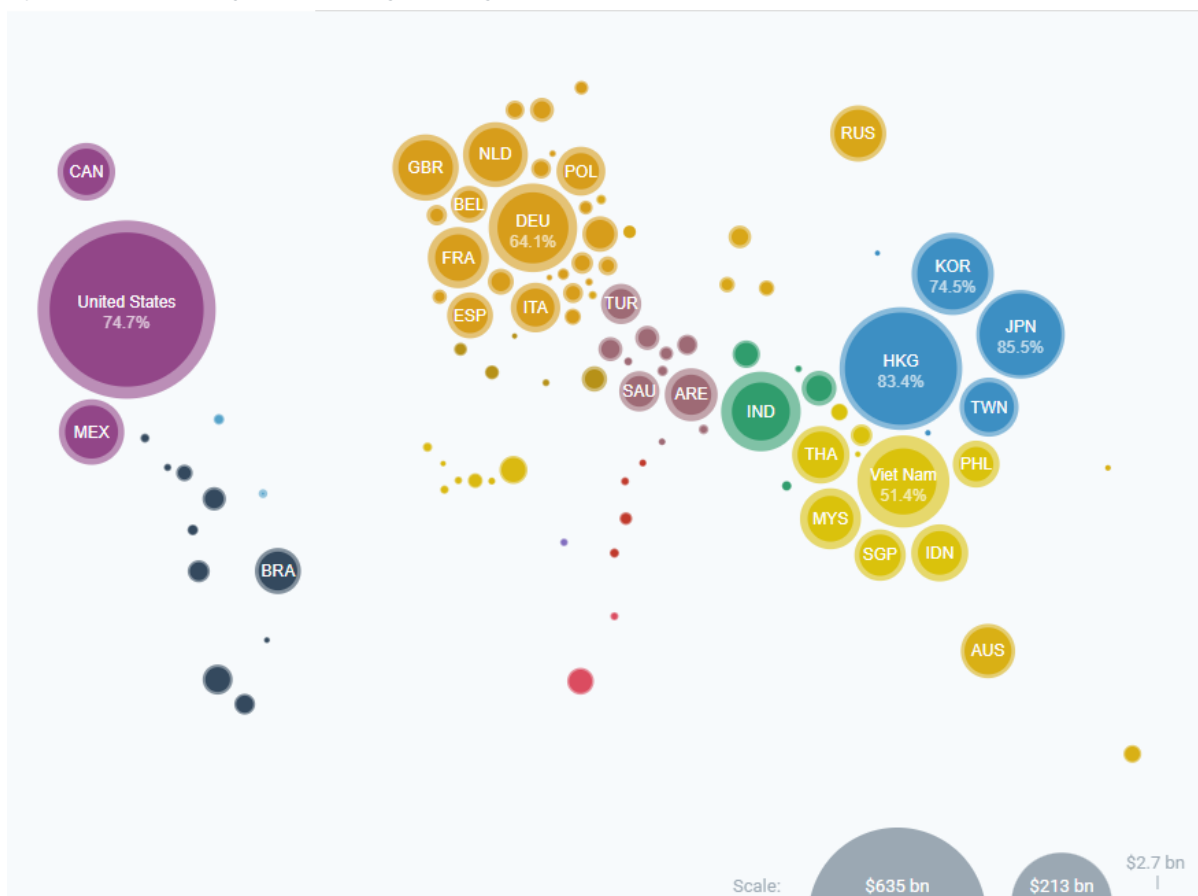 RUS
CAN
GBR
NLD
POL
BEL
DEU
64.1%
FRA
KOR
74.5%
United States
74.7%
ESP
ITA
TUR
JPN
85.5%
HKG
83.4%
SAU
ARE
IND
TWN
MEX
THA
Viet Nam
51.4%
PHL
MYS
SGP
IDN
BRA
AUS
$2.7 bn
Scale:
$635 bn
$213 bn